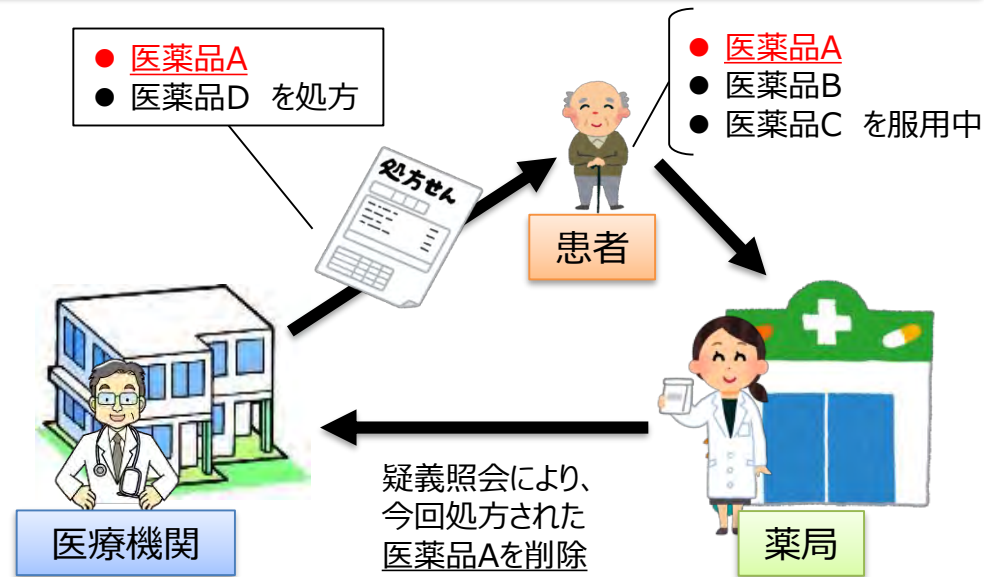 ● 医薬品A
● 医薬品D を処方
● 医薬品A
● 医薬品B
● 医薬品C を服用中
処方せん
患者
疑義照会により、
今回処方された
医薬品Aを削除
医療機関
薬局